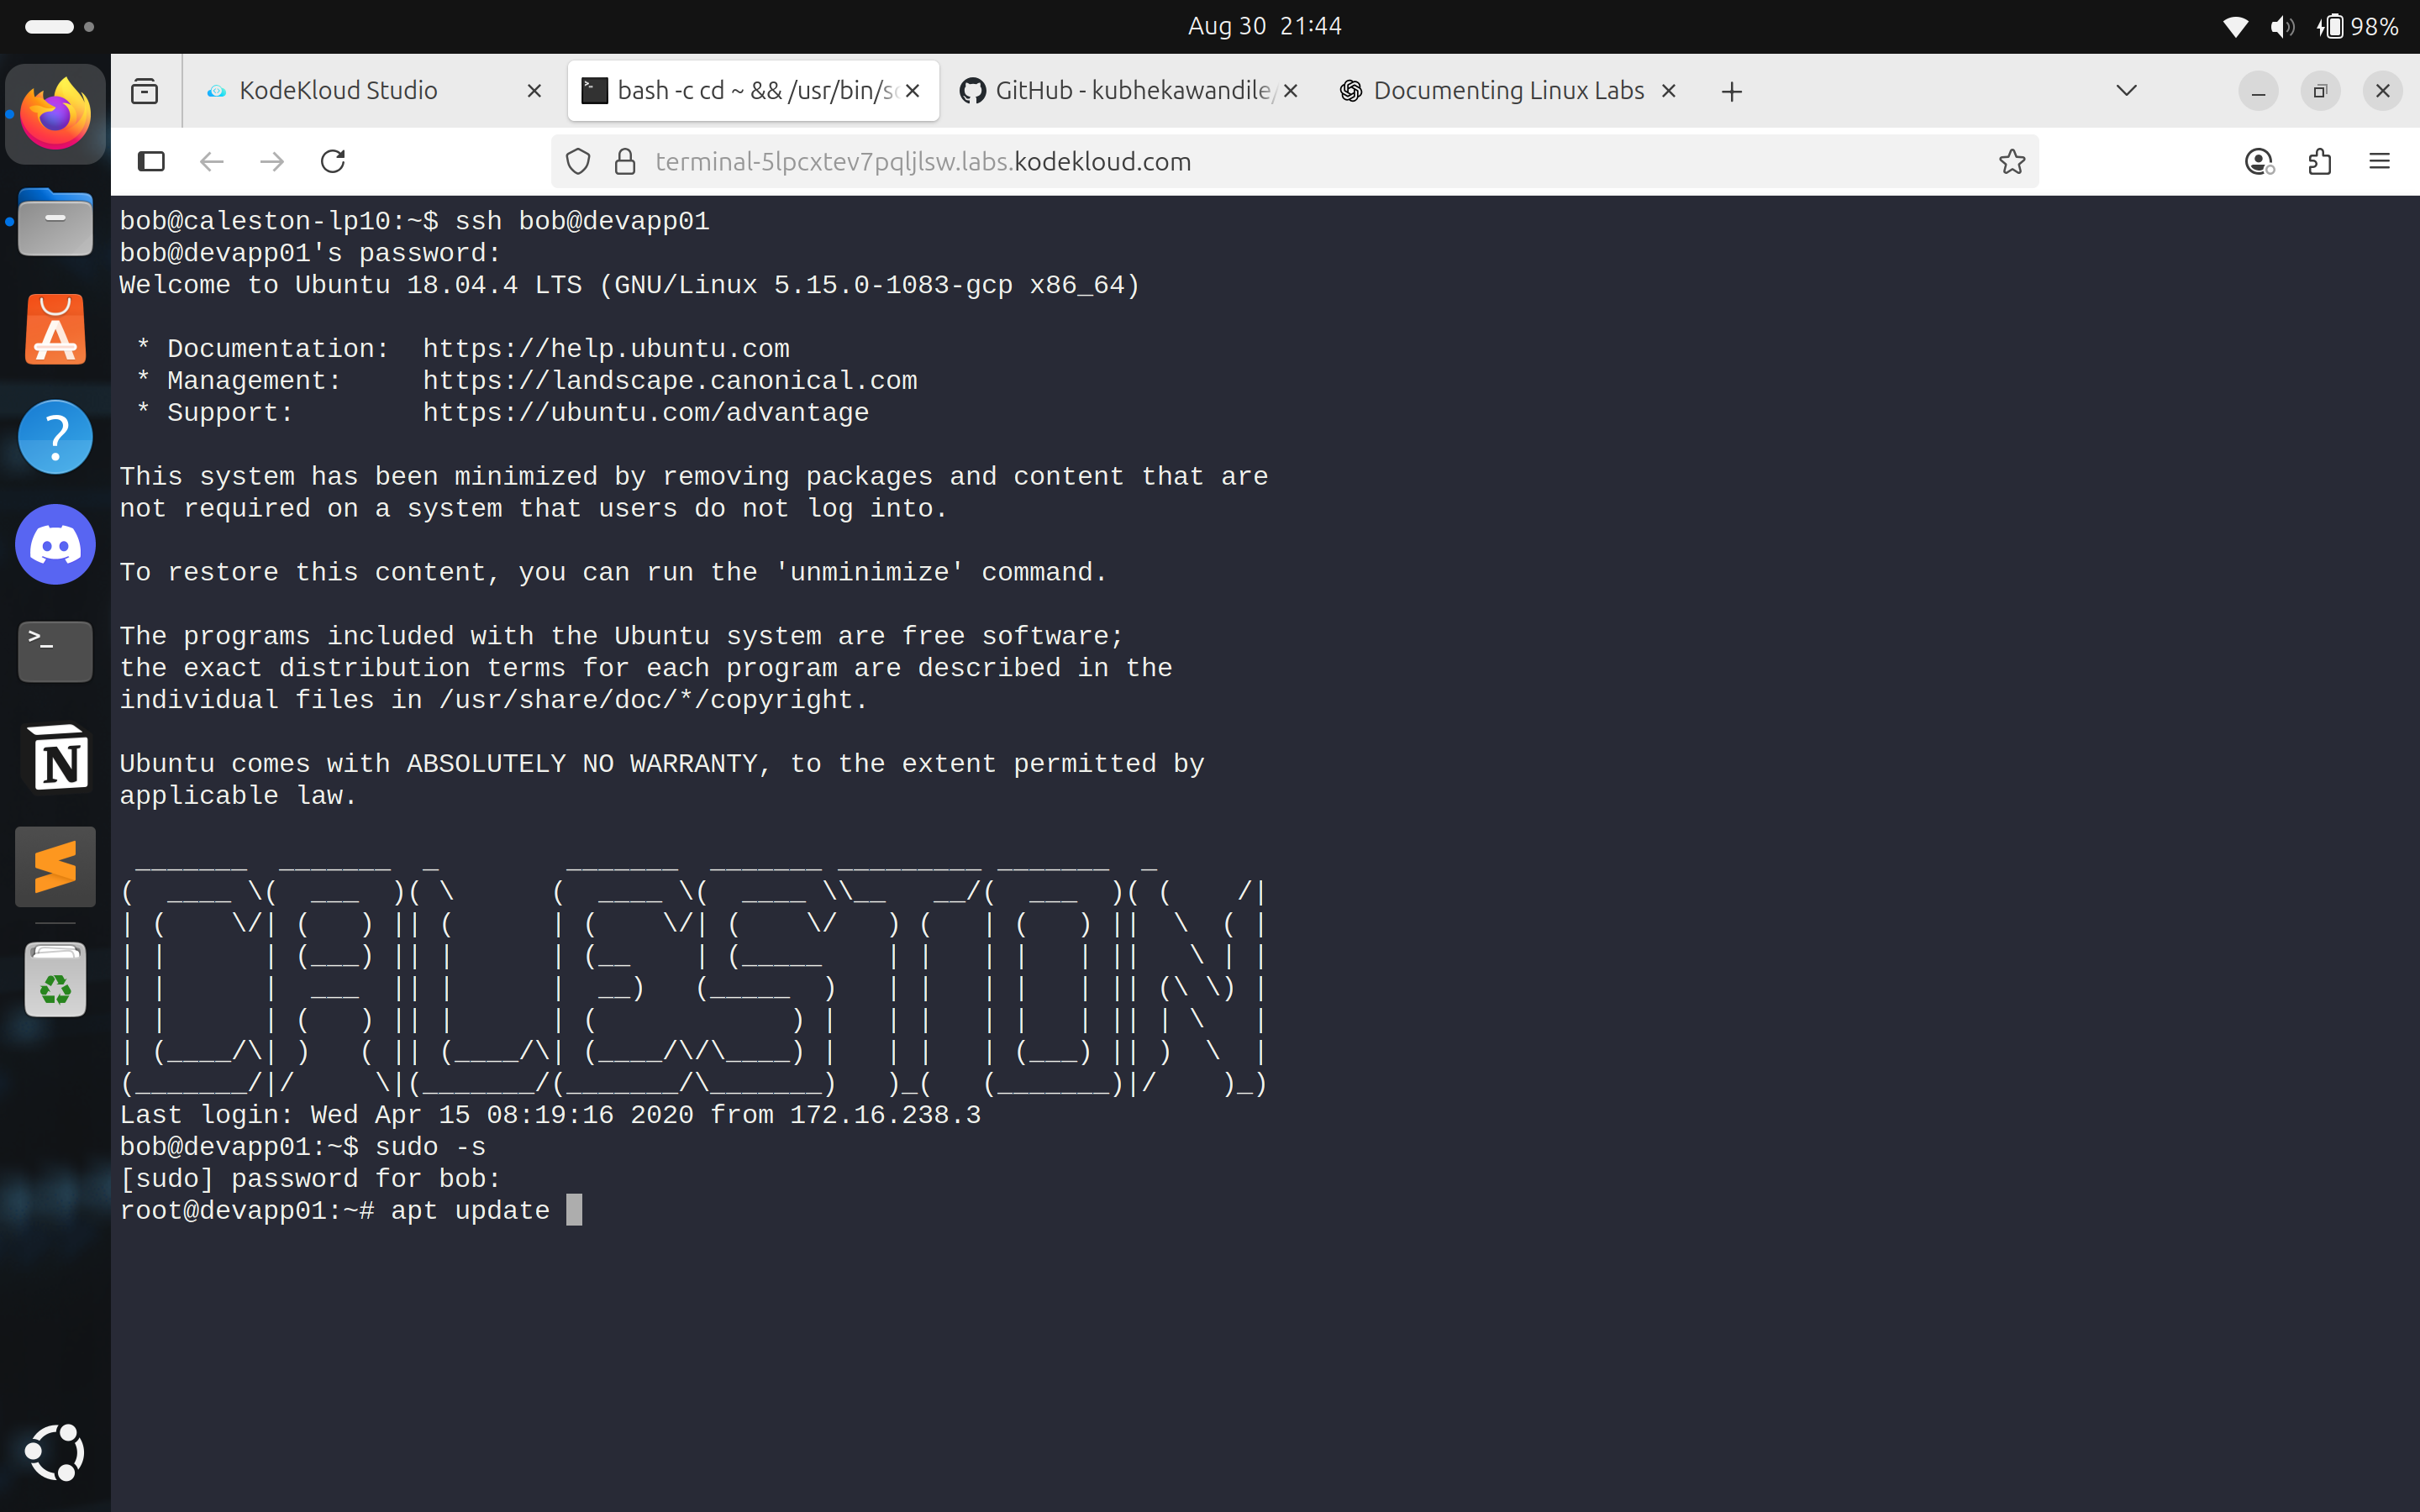 Aug 30 21:44
98%
KodeKloud Studio
bash -c cd ~ && /usr/bin/sc
GitHub - kubhekawandile/
Documenting Linux Labs
terminal-5lpcxtev7pqljlsw.labs.kodekloud.com
bob@caleston-lp10:~$ ssh bob@devapp01
bob@devapp01's password:
Welcome to Ubuntu 18.04.4 LTS (GNU/Linux 5.15.0-1083-gcp x86_64)
* Documentation:  https://help.ubuntu.com
* Management:     https://landscape.canonical.com
* Support:        https://ubuntu.com/advantage
This system has been minimized by removing packages and content that are
not required on a system that users do not log into.
To restore this content, you can run the 'unminimize' command.
The programs included with the Ubuntu system are free software;
the exact distribution terms for each program are described in the
individual files in /usr/share/doc/*/copyright.
Ubuntu comes with ABSOLUTELY NO WARRANTY, to the extent permitted by
applicable law.
CALESTON
Last login: Wed Apr 15 08:19:16 2020 from 172.16.238.3
bob@devapp01:~$ sudo -s
[sudo] password for bob:
root@devapp01:~# apt update